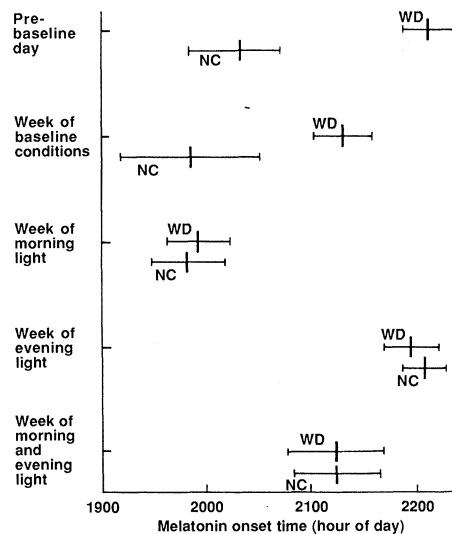 Pre-
baseline
day
WD
NC
Week of
baseline
conditions
WD
NC
Week of
morning
light
WD
NC
Week of
evening
light
WD
NC
Week of
morning
and
evening
light
WD
NC
1900 2000 2100 2200
Melatonin onset time (hour of day)